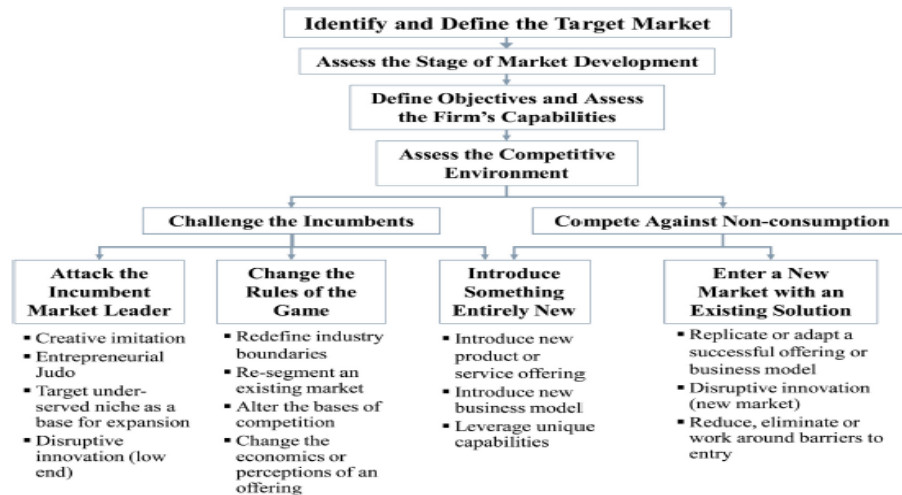 Identify and Define the Target Market
Assess the Stage of Market Development
Define Objectives and Assess
the Firm's Capabilities
Assess the Competitive
Environment
Challenge the Incumbents
Compete Against Non-consumption
Attack the
Incumbent
Market Leader
▪ Creative imitation
▪ Entrepreneurial
Judo
▪ Target under-
served niche as a
base for expansion
▪ Disruptive
innovation (low
end)
Change the
Rules of the
Game
▪ Redefine industry
boundaries
▪ Re-segment an
existing market
▪ Alter the bases of
competition
▪ Change the
economics or
perceptions of an
offering
Introduce
Something
Entirely New
▪ Introduce new
product or
service offering
▪ Introduce new
business model
▪ Leverage unique
capabilities
Enter a New
Market with an
Existing Solution
▪ Replicate or adapt a
successful offering or
business model
▪ Disruptive innovation
(new market)
▪ Reduce, eliminate or
work around barriers to
entry